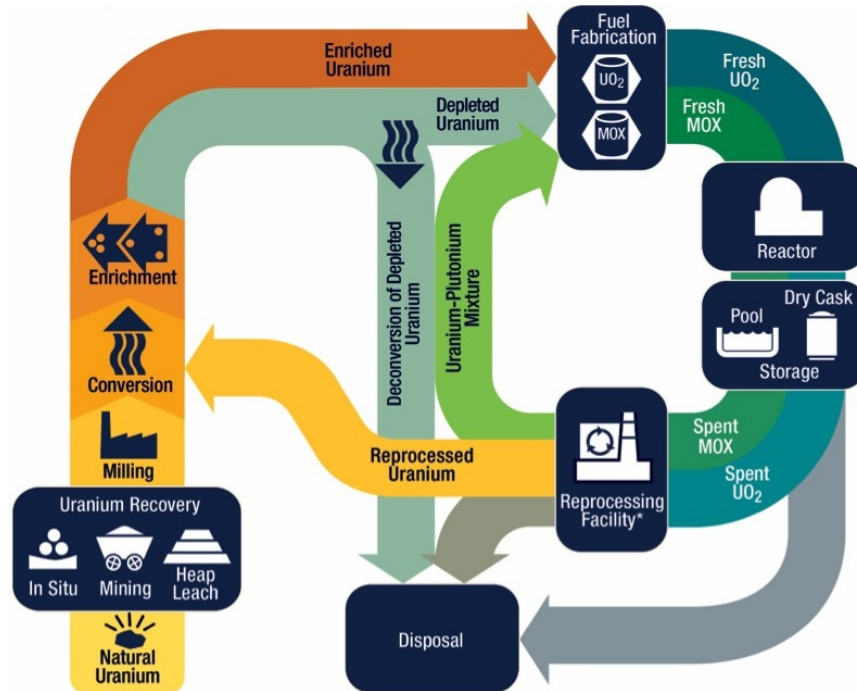 Fuel
Fabrication
UO2
MOX
Enriched
Uranium
Depleted
Uranium
Fresh
UO2
Fresh
MOX
Reactor
Dry Cask
Pool
Storage
Enrichment
Conversion
Milling
Uranium Recovery
In Situ
Mining
Heap
Leach
Natural
Uranium
Deconversion of Depleted
Uranium
Uranium-Plutonium
Mixture
Reprocessed
Uranium
Reprocessing
Facility*
Spent
MOX
Spent
UO2
Disposal